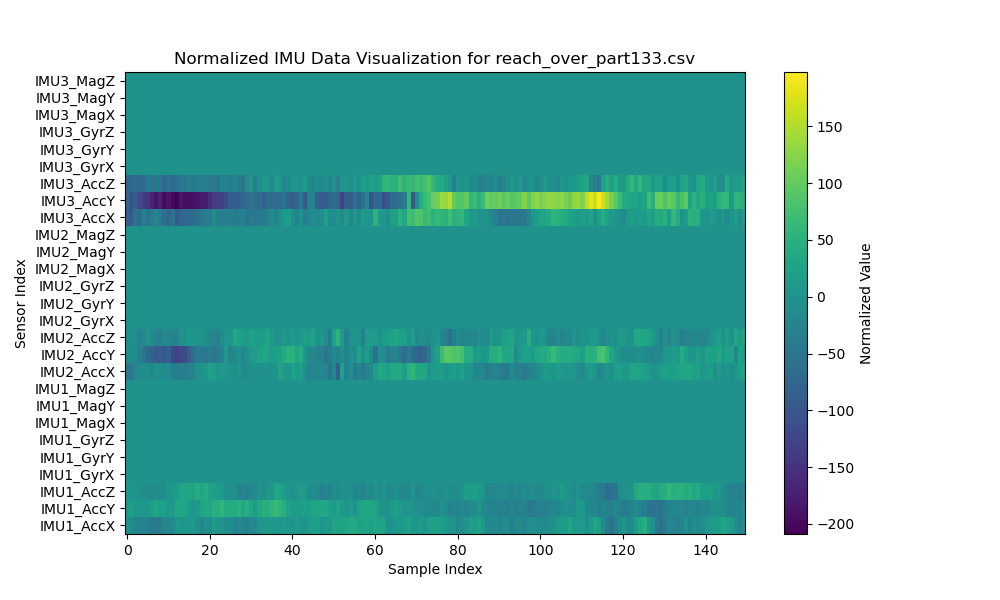 Normalized IMU Data Visualization for reach_over_part133.csv
IMU3_MagZ
IMU3_MagY
IMU3_MagX
IMU3_GyrZ
IMU3_GyrY
IMU3_GyrX
IMU3_AccZ
IMU3_AccY
IMU3_AccX
IMU2_MagZ
IMU2_MagY
IMU2_MagX
IMU2_GyrZ
IMU2_GyrY
IMU2_GyrX
IMU2_AccZ
IMU2_AccY
IMU2_AccX
IMU1_MagZ
IMU1_MagY
IMU1_MagX
IMU1_GyrZ
IMU1_GyrY
IMU1_GyrX
IMU1_AccZ
IMU1_AccY
IMU1_AccX
Sensor Index
0 20 40 60 80 100 120 140
Sample Index
150
100
50
0
−50
−100
−150
−200
Normalized Value